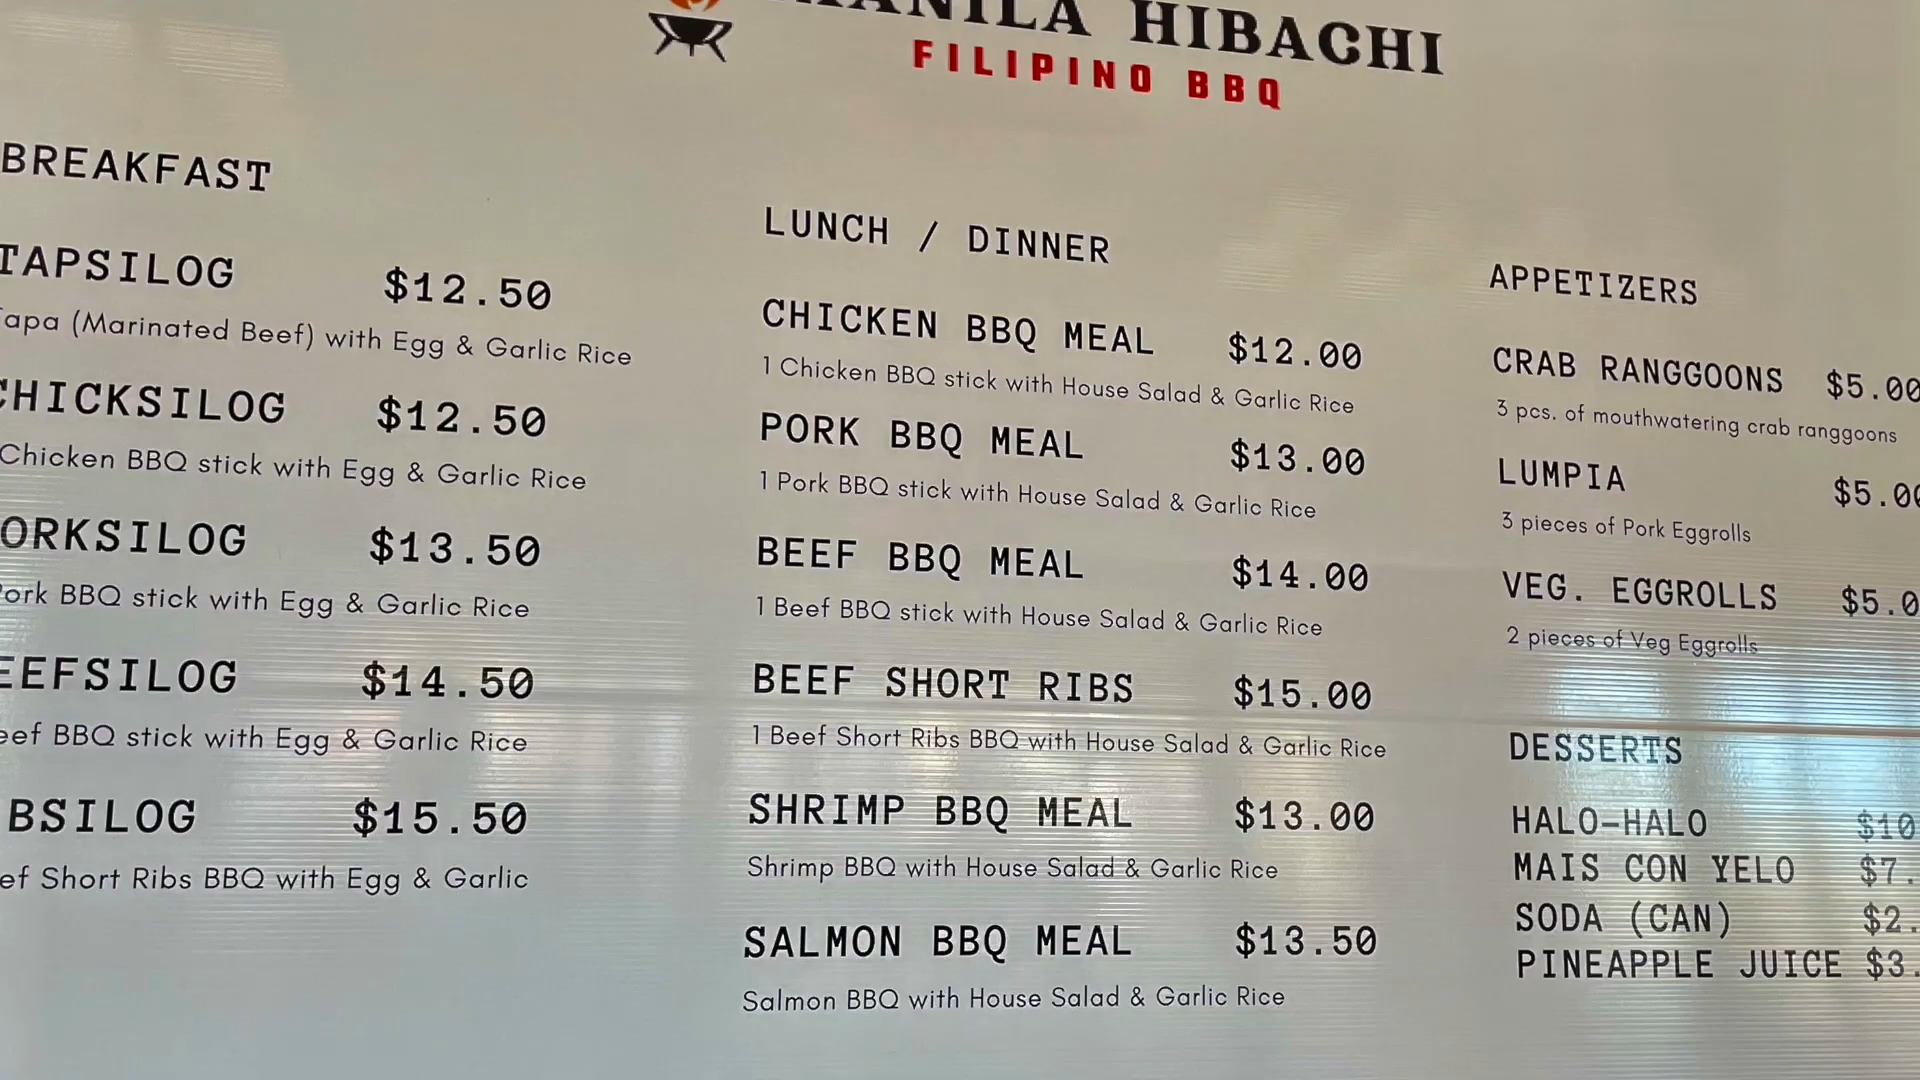 MANILA HIBACHI
FILIPINO BBQ
BREAKFAST
TAPSILOG $12.50
Tapa (Marinated Beef) with Egg & Garlic Rice
CHICKSILOG $12.50
Chicken BBQ stick with Egg & Garlic Rice
ORKSILOG $13.50
Pork BBQ stick with Egg & Garlic Rice
EEFSILOG $14.50
eef BBQ stick with Egg & Garlic Rice
BSILOG $15.50
ef Short Ribs BBQ with Egg & Garlic
LUNCH / DINNER
CHICKEN BBQ MEAL $12.00
1 Chicken BBQ stick with House Salad & Garlic Rice
PORK BBQ MEAL $13.00
1 Pork BBQ stick with House Salad & Garlic Rice
BEEF BBQ MEAL $14.00
1 Beef BBQ stick with House Salad & Garlic Rice
BEEF SHORT RIBS $15.00
1 Beef Short Ribs BBQ with House Salad & Garlic Rice
SHRIMP BBQ MEAL $13.00
Shrimp BBQ with House Salad & Garlic Rice
SALMON BBQ MEAL $13.50
Salmon BBQ with House Salad & Garlic Rice
APPETIZERS
CRAB RANGGOONS $5.00
3 pcs. of mouthwatering crab ranggoons
LUMPIA $5.00
3 pieces of Pork Eggrolls
VEG. EGGROLLS $5.0
2 pieces of Veg Eggrolls
DESSERTS
HALO-HALO $10
MAIS CON YELO $7.
SODA (CAN) $2.
PINEAPPLE JUICE $3.